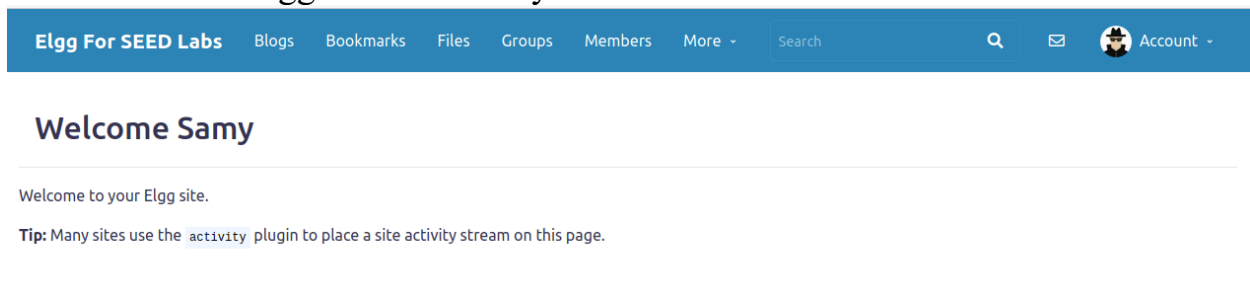 Elgg For SEED Labs Blogs Bookmarks Files Groups Members More Search Account
Welcome Samy
Welcome to your Elgg site.
Tip: Many sites use the activity plugin to place a site activity stream on this page.